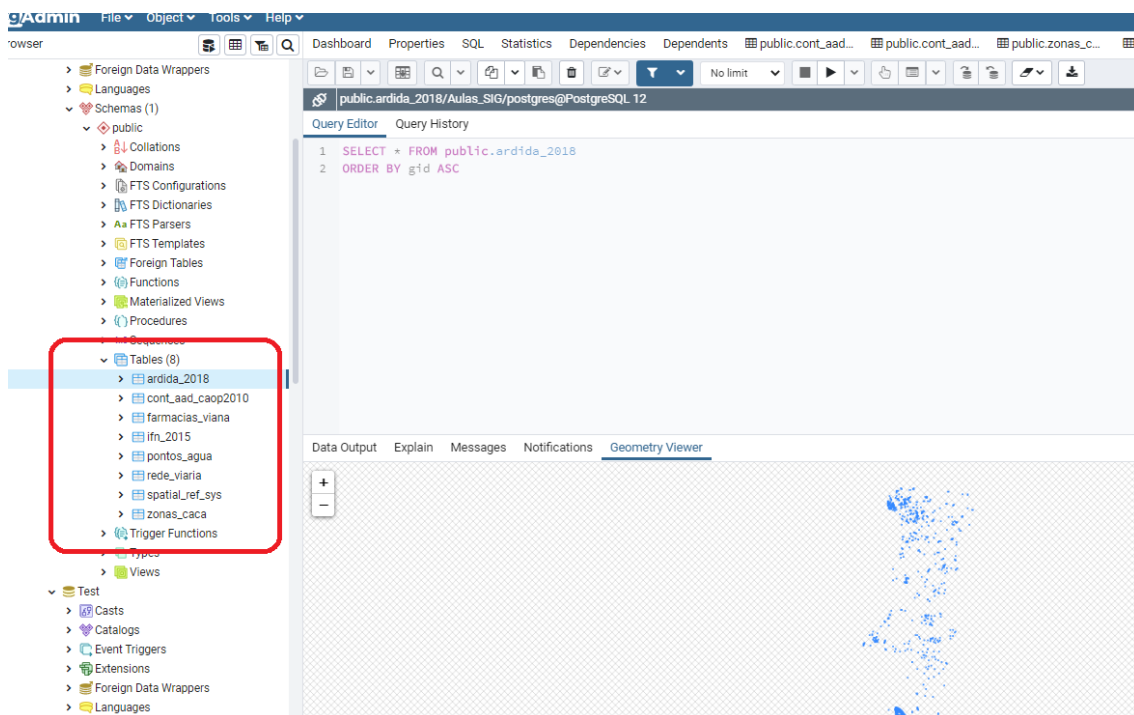 gAdmin File Object Tools Help
rowser
Dashboard Properties SQL Statistics Dependencies Dependents public.cont_aad... public.cont_aad... public.zonas_c...
No limit
public.ardida_2018/Aulas_SIG/postgres@PostgreSQL 12
Query Editor Query History
1 SELECT * FROM public.ardida_2018
2 ORDER BY gid ASC
Data Output Explain Messages Notifications Geometry Viewer
+
−
Foreign Data Wrappers
Languages
Schemas (1)
public
Collations
Domains
FTS Configurations
FTS Dictionaries
Aa FTS Parsers
FTS Templates
Foreign Tables
Functions
Materialized Views
Procedures
Sequences
Tables (8)
ardida_2018
cont_aad_caop2010
farmacias_viana
ifn_2015
pontos_agua
rede_viaria
spatial_ref_sys
zonas_caca
Trigger Functions
Types
Views
Test
Casts
Catalogs
Event Triggers
Extensions
Foreign Data Wrappers
Languages